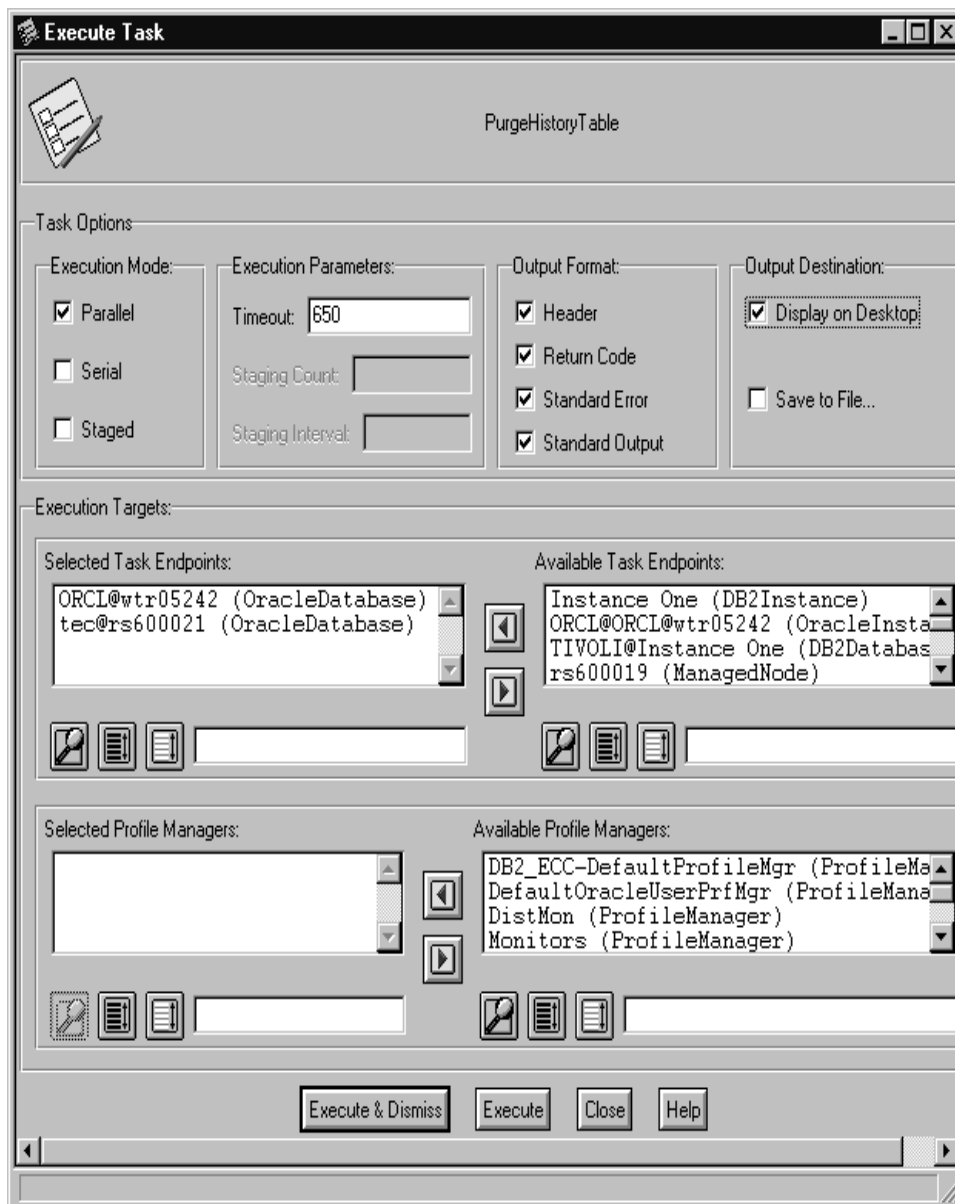 Execute Task
PurgeHistoryTable
Task Options
Execution Mode:
Parallel
Serial
Staged
Execution Parameters:
Timeout: 650
Staging Count:
Staging Interval:
Output Format:
Header
Return Code
Standard Error
Standard Output
Output Destination:
Display on Desktop
Save to File...
Execution Targets:
Selected Task Endpoints:
ORCL@wtr05242 (OracleDatabase)
tec@rs600021 (OracleDatabase)
Available Task Endpoints:
Instance One (DB2Instance)
ORCL@ORCL@wtr05242 (OracleInsta
TIVOLI@Instance One (DB2Databas
rs600019 (ManagedNode)
Selected Profile Managers:
Available Profile Managers:
DB2_ECC-DefaultProfileMgr (ProfileMa
DefaultOracleUserPrfMgr (ProfileMana
DistMon (ProfileManager)
Monitors (ProfileManager)
Execute & Dismiss
Execute
Close
Help